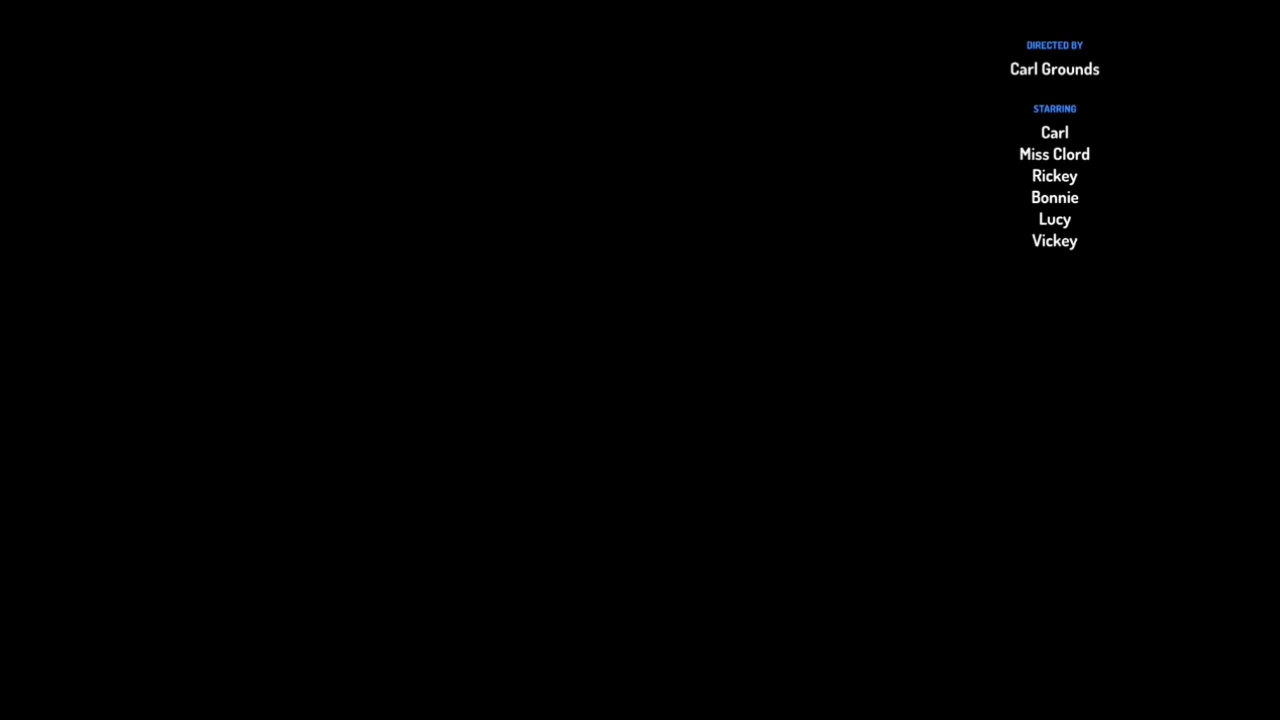 DIRECTED BY
Carl Grounds
STARRING
Carl
Miss Clord
Rickey
Bonnie
Lucy
Vickey